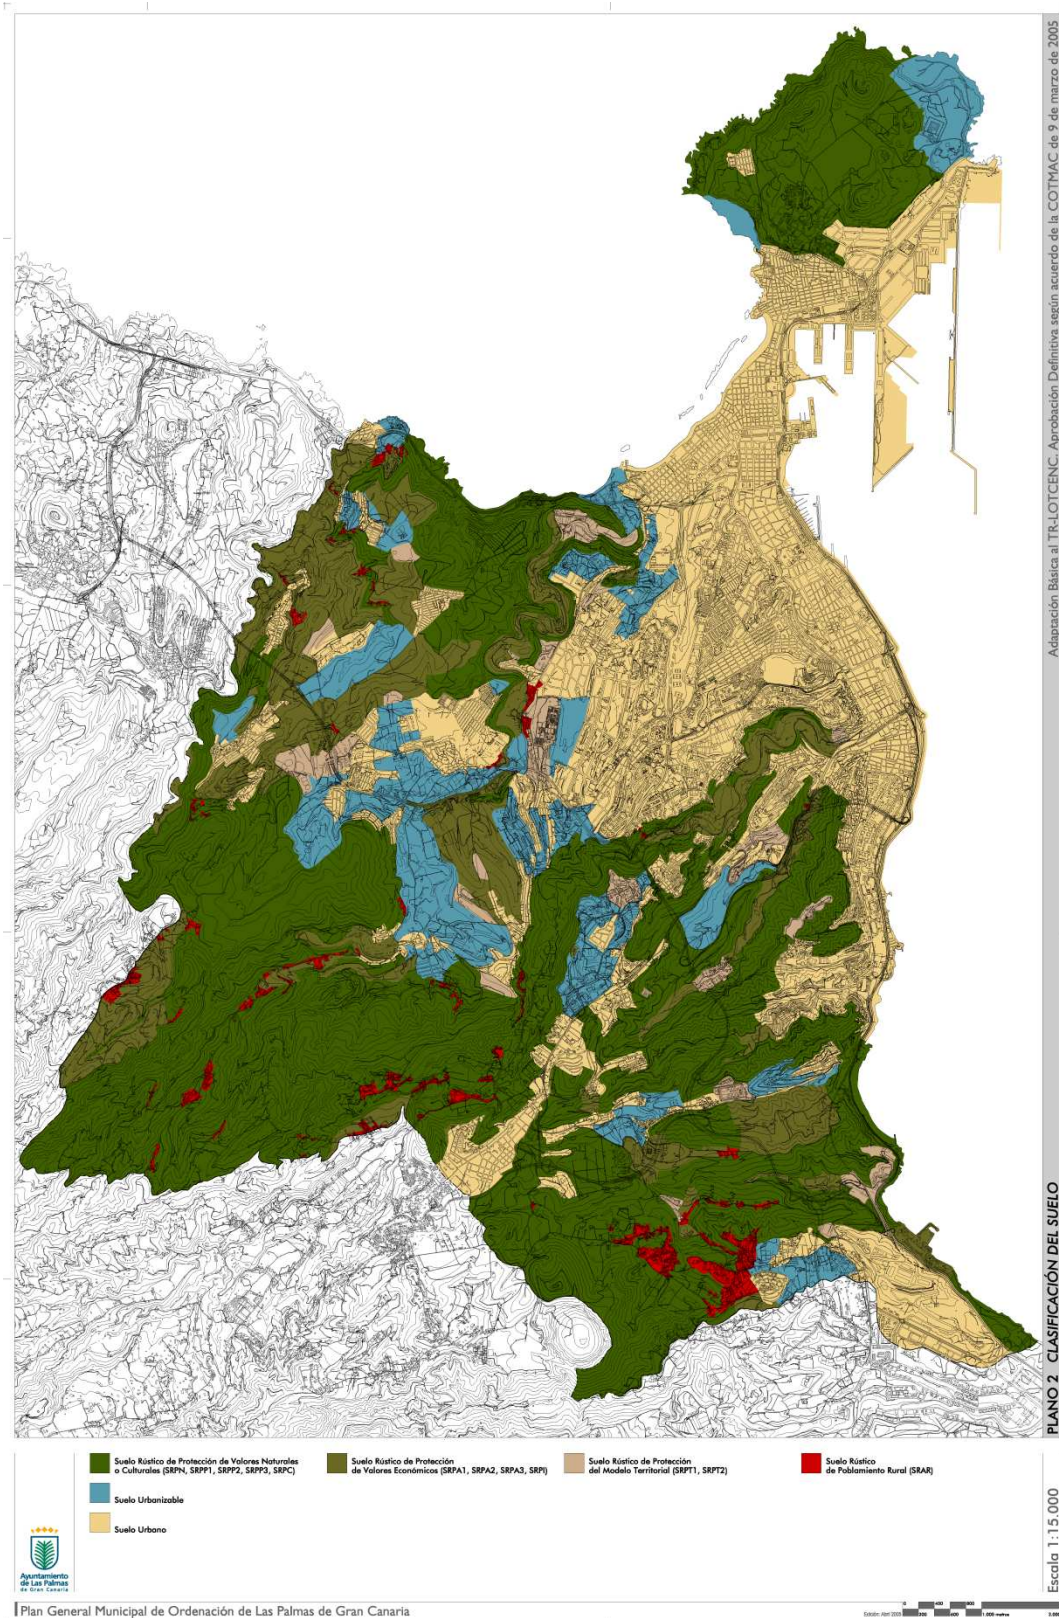 Adaptación Básica al TR-LOTCENC. Aprobación Definitiva según acuerdo de la COTMAC de 9 de marzo de 2005
PLANO 2 CLASIFICACIÓN DEL SUELO
Escala 1:15.000
Suelo Rústico de Protección de Valores Naturales
o Culturales (SRPN, SRPP1, SRPP2, SRPP3, SRPC)
Suelo Rústico de Protección
de Valores Económicos (SRPA1, SRPA2, SRPA3, SRPI)
Suelo Rústico de Protección
del Modelo Territorial (SRPT1, SRPT2)
Suelo Rústico
de Poblamiento Rural (SRAR)
Suelo Urbanizable
Suelo Urbano
Ayuntamiento
de Las Palmas
de Gran Canaria
Plan General Municipal de Ordenación de Las Palmas de Gran Canaria